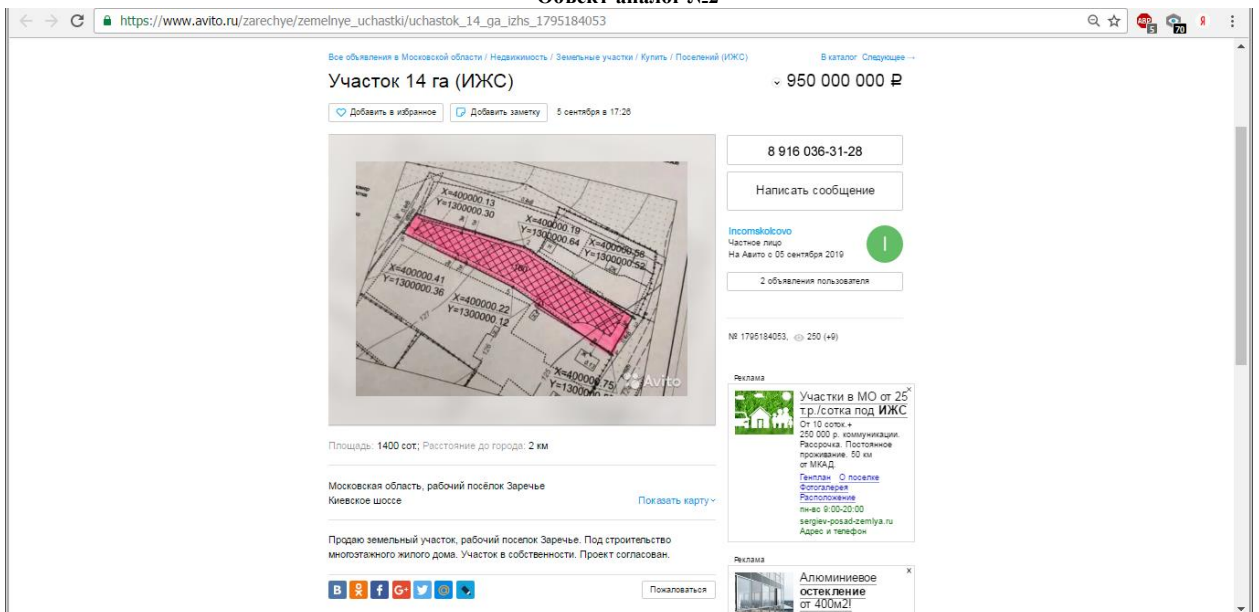 Объект аналог №2
https://www.avito.ru/zarechye/zemelnye_uchastki/uchastok_14_ga_izhs_1795184053
Все объявления в Московской области / Недвижимость / Земельные участки / Купить / Поселений (ИЖС)
В каталог Следующее →
Участок 14 га (ИЖС)
950 000 000 ₽
Добавить в избранное
Добавить заметку
5 сентября в 17:26
8 916 036-31-28
Написать сообщение
Incomskolcovo
Частное лицо
На Авито с 05 сентября 2019
I
2 объявления пользователя
№ 1795184053, 250 (+9)
X=400000.13
Y=1300000.30
X=400000.19
Y=1300000.64
X=400000.56
Y=1300000.52
X=400000.41
Y=1300000.36
X=400000.22
Y=1300000.12
X=400000.75
127
126
Avito
Площадь: 1400 сот.; Расстояние до города: 2 км
Московская область, рабочий посёлок Заречье
Киевское шоссе
Показать карту
Продаю земельный участок, рабочий поселок Заречье. Под строительство
многоэтажного жилого дома. Участок в собственности. Проект согласован.
Пожаловаться
Реклама
Участки в МО от 25
т.р./сотка под ИЖС
От 10 соток.+
250 000 р. коммуникации.
Рассрочка. Постоянное
проживание. 50 км
от МКАД.
Генплан О поселке
Фотогалерея
Расположение
пн-вс 9:00-20:00
sergiev-posad-zemlya.ru
Адрес и телефон
Реклама
Алюминиевое
остекление
от 400м2!